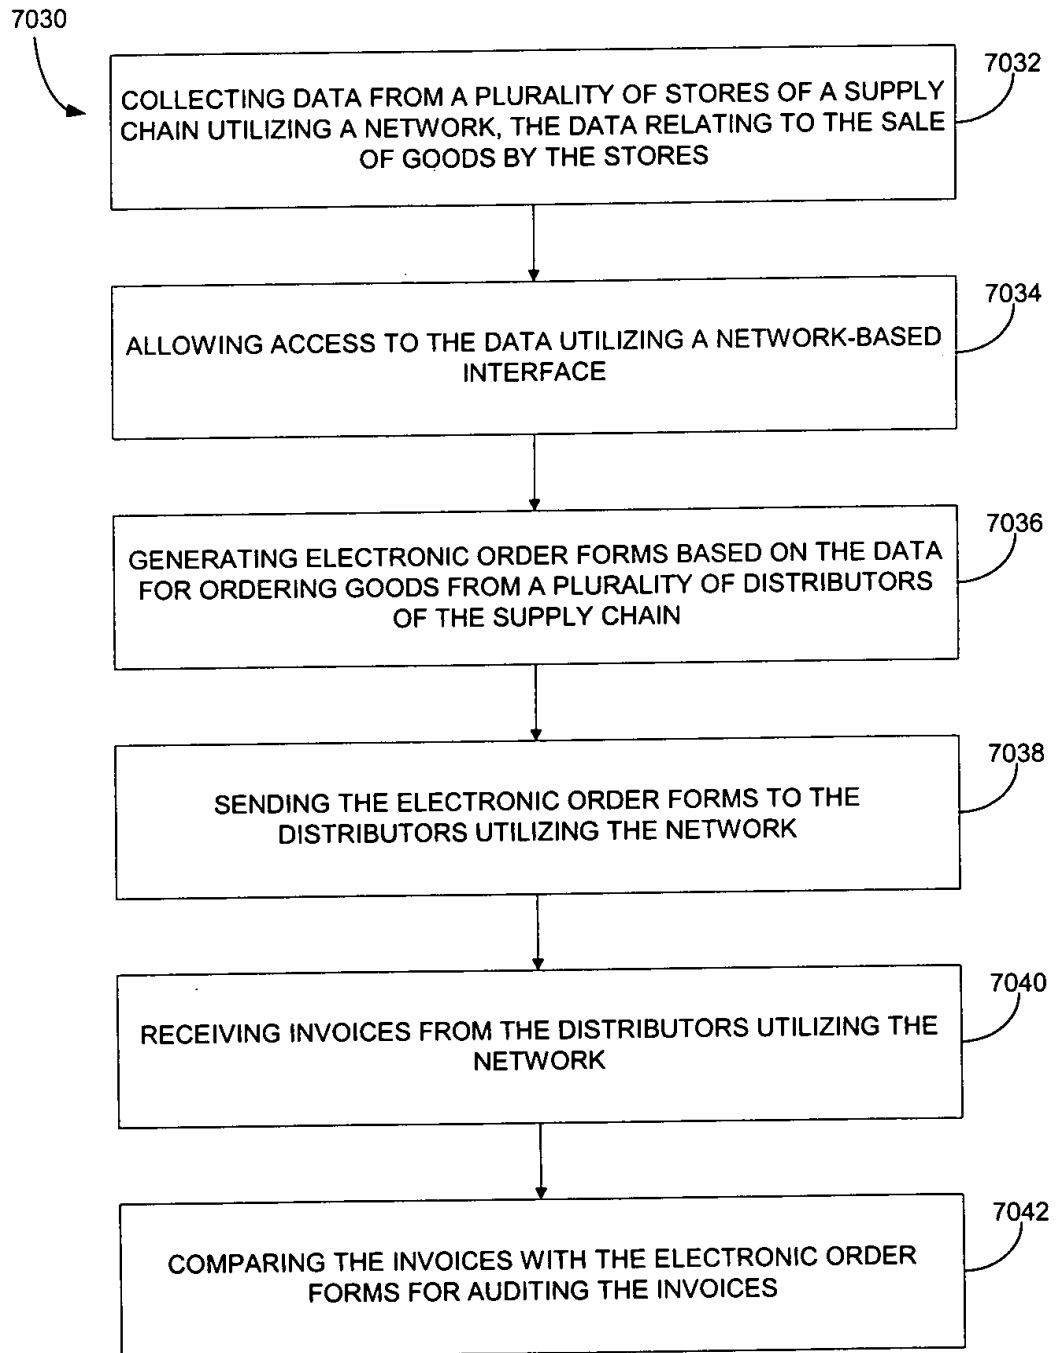 7030
7032
COLLECTING DATA FROM A PLURALITY OF STORES OF A SUPPLY
CHAIN UTILIZING A NETWORK, THE DATA RELATING TO THE SALE
OF GOODS BY THE STORES
7034
ALLOWING ACCESS TO THE DATA UTILIZING A NETWORK-BASED
INTERFACE
7036
GENERATING ELECTRONIC ORDER FORMS BASED ON THE DATA
FOR ORDERING GOODS FROM A PLURALITY OF DISTRIBUTORS
OF THE SUPPLY CHAIN
7038
SENDING THE ELECTRONIC ORDER FORMS TO THE
DISTRIBUTORS UTILIZING THE NETWORK
7040
RECEIVING INVOICES FROM THE DISTRIBUTORS UTILIZING THE
NETWORK
7042
COMPARING THE INVOICES WITH THE ELECTRONIC ORDER
FORMS FOR AUDITING THE INVOICES